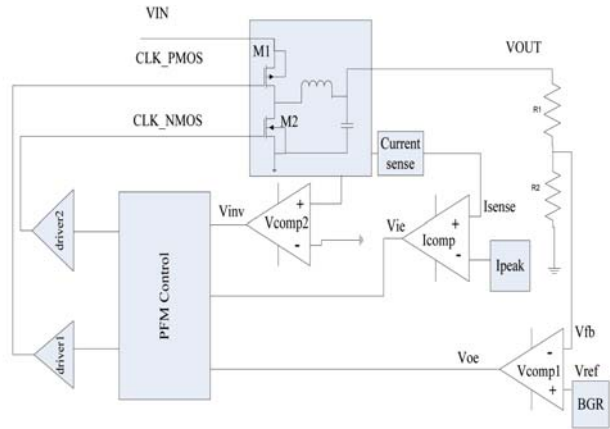 VIN
VOUT
CLK_PMOS
M1
CLK_NMOS
M2
R1
Current
sense
R2
Vinv
+
Vcomp2
-
Isense
Vie
+
Icomp
-
Ipeak
driver2
PFM Control
driver1
Vfb
Voe
-
Vcomp1
+
Vref
BGR